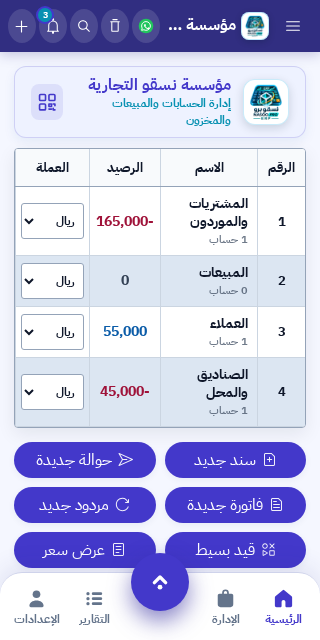 مؤسسة ...
3
مؤسسة نسقو التجارية
إدارة الحسابات والمبيعات
والمخزون
الرقم الاسم الرصيد العملة
1 المشتريات والموردون -165,000 ريال
1 حساب
2 المبيعات 0 ريال
0 حساب
3 العملاء 55,000 ريال
1 حساب
4 الصناديق والمحل -45,000 ريال
1 حساب
سند جديد حوالة جديدة
فاتورة جديدة مردود جديد
قيد بسيط عرض سعر
الرئيسية الإدارة التقارير الإعدادات